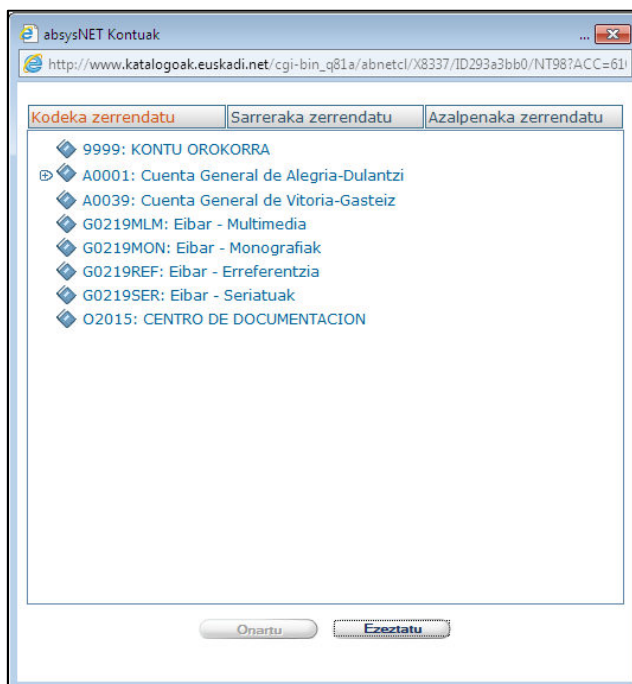 absysNET Kontuak
...
http://www.katalogoak.euskadi.net/cgi-bin_q81a/abnetcl/X8337/ID293a3bb0/NT98?ACC=61
Kodeka zerrendatu Sarreraka zerrendatu Azalpenaka zerrendatu
9999: KONTU OROKORRA
A0001: Cuenta General de Alegria-Dulantzi
A0039: Cuenta General de Vitoria-Gasteiz
G0219MLM: Eibar - Multimedia
G0219MON: Eibar - Monografiak
G0219REF: Eibar - Erreferentzia
G0219SER: Eibar - Seriatuak
O2015: CENTRO DE DOCUMENTACION
Onartu Ezeztatu